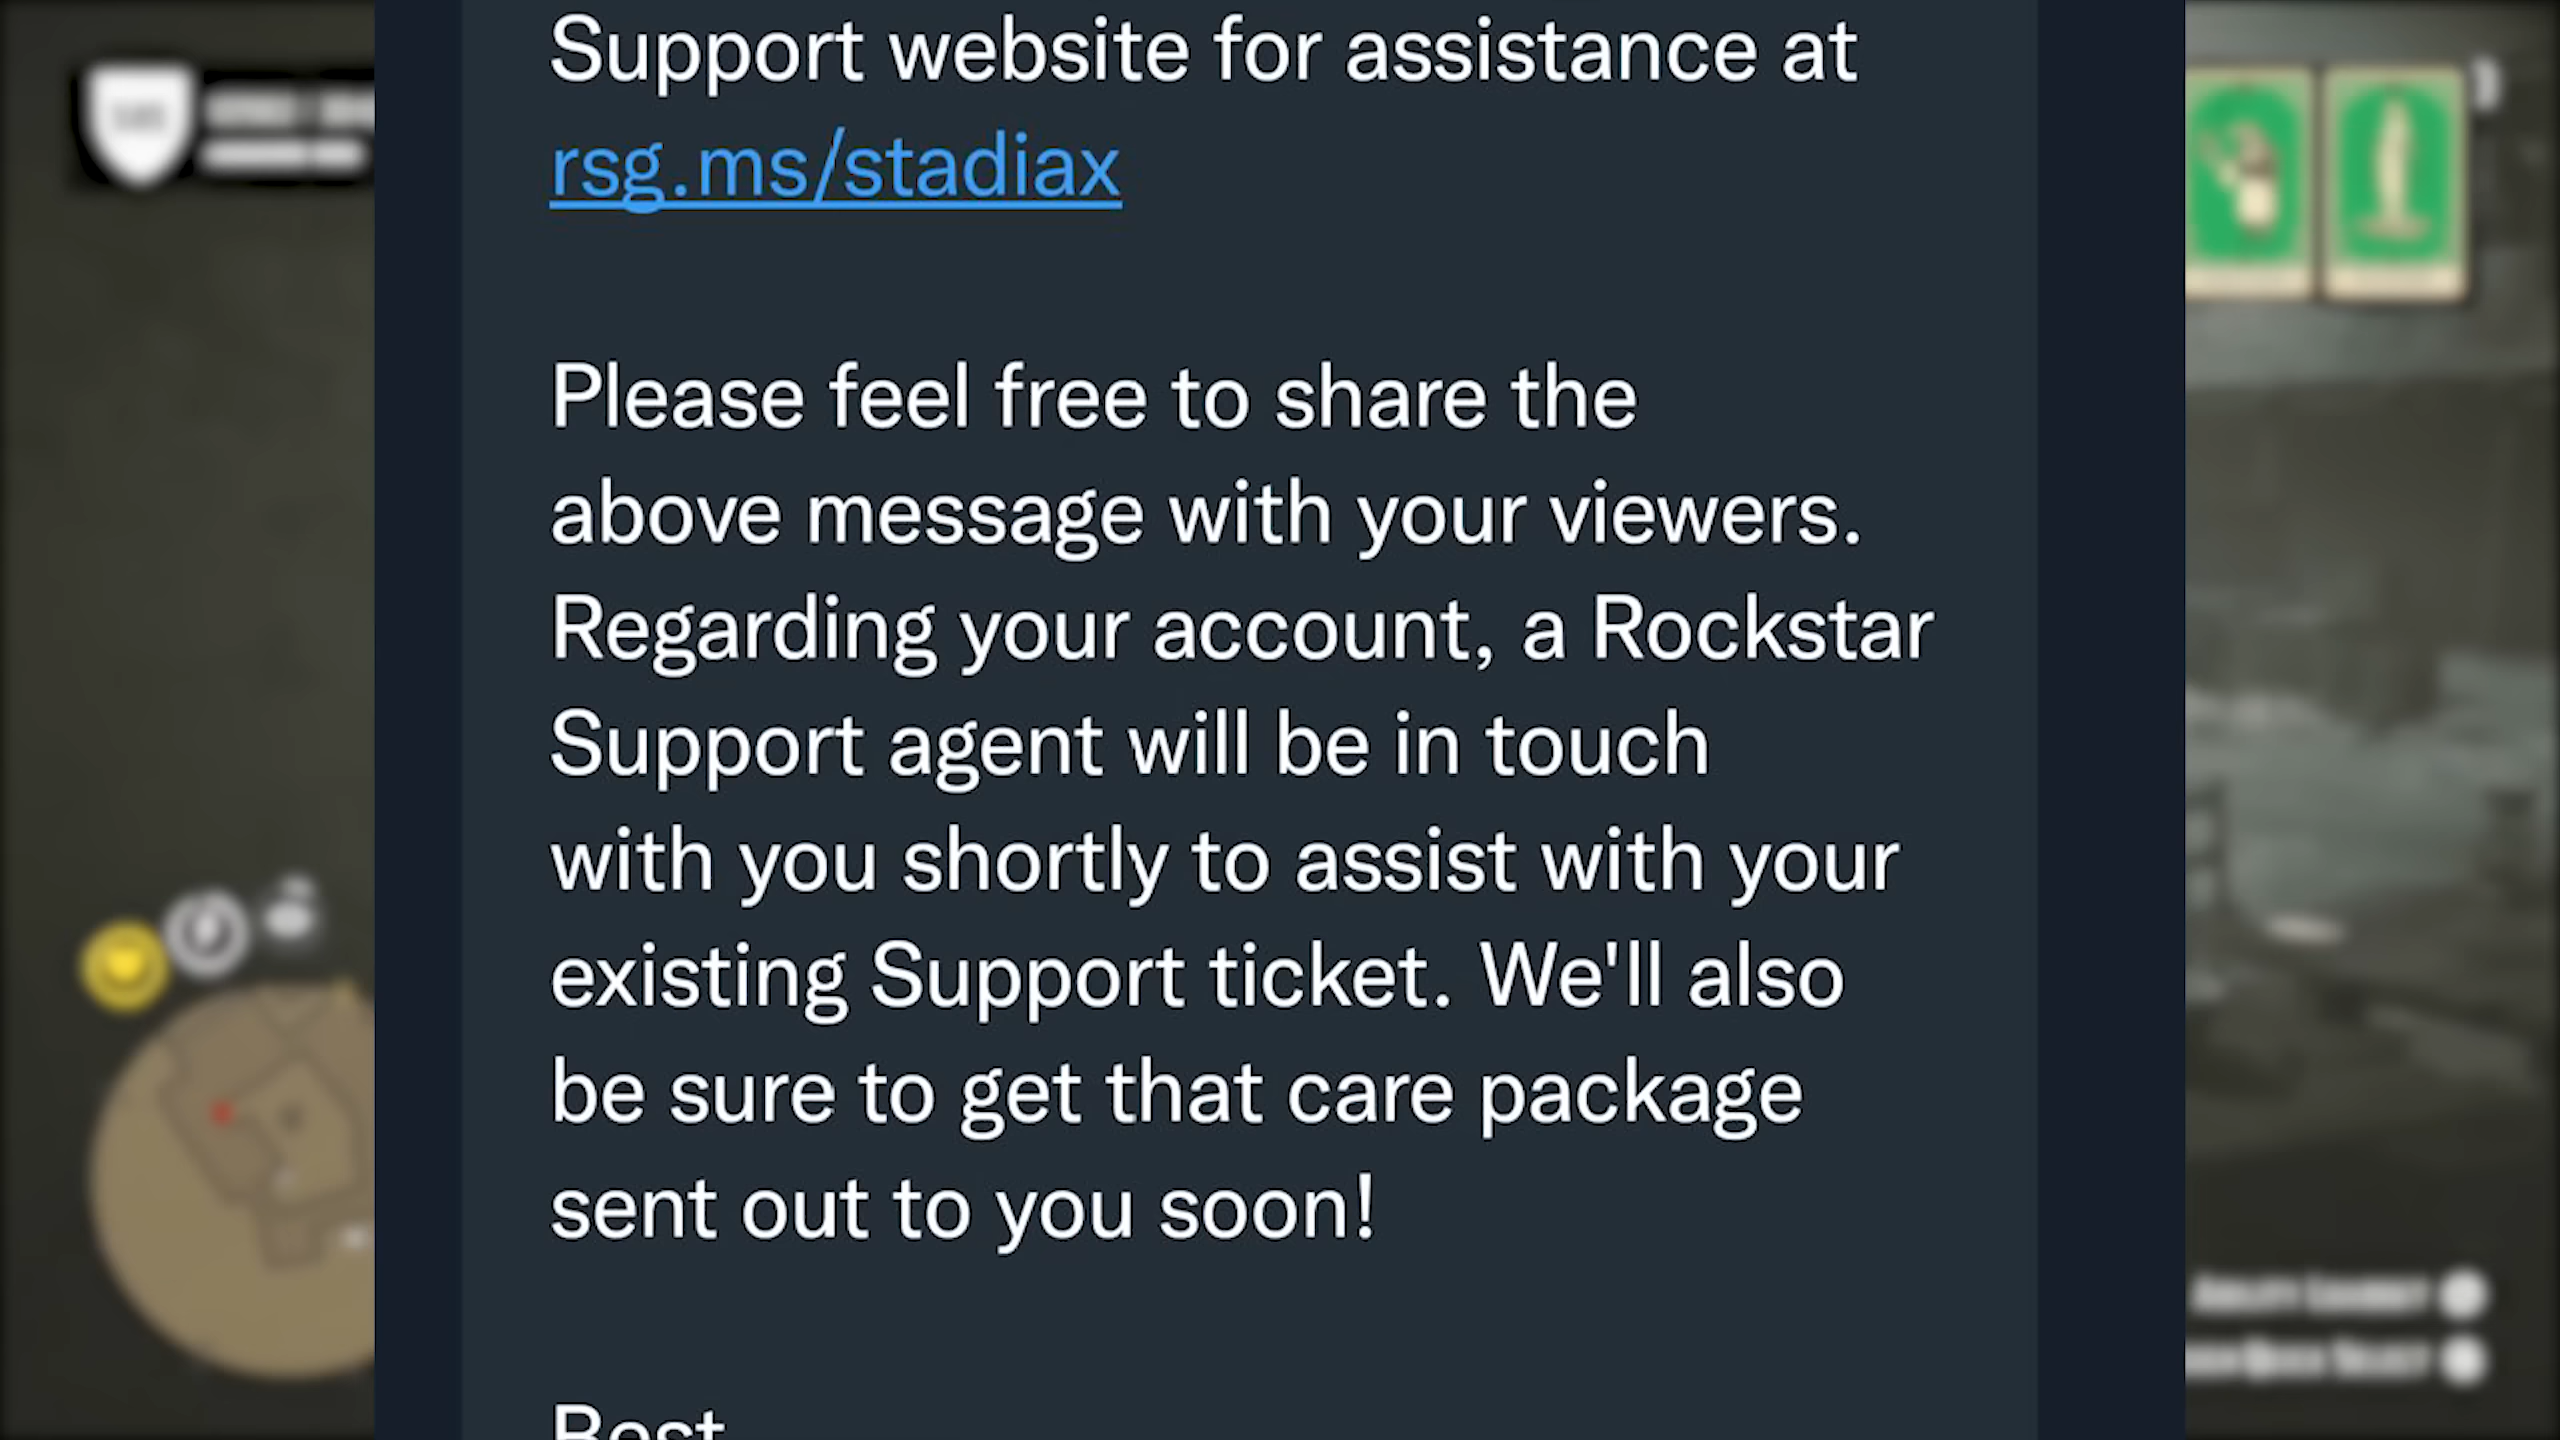 Support website for assistance at
rsg.ms/stadiax
Please feel free to share the
above message with your viewers.
Regarding your account, a Rockstar
Support agent will be in touch
with you shortly to assist with your
existing Support ticket. We'll also
be sure to get that care package
sent out to you soon!
Best